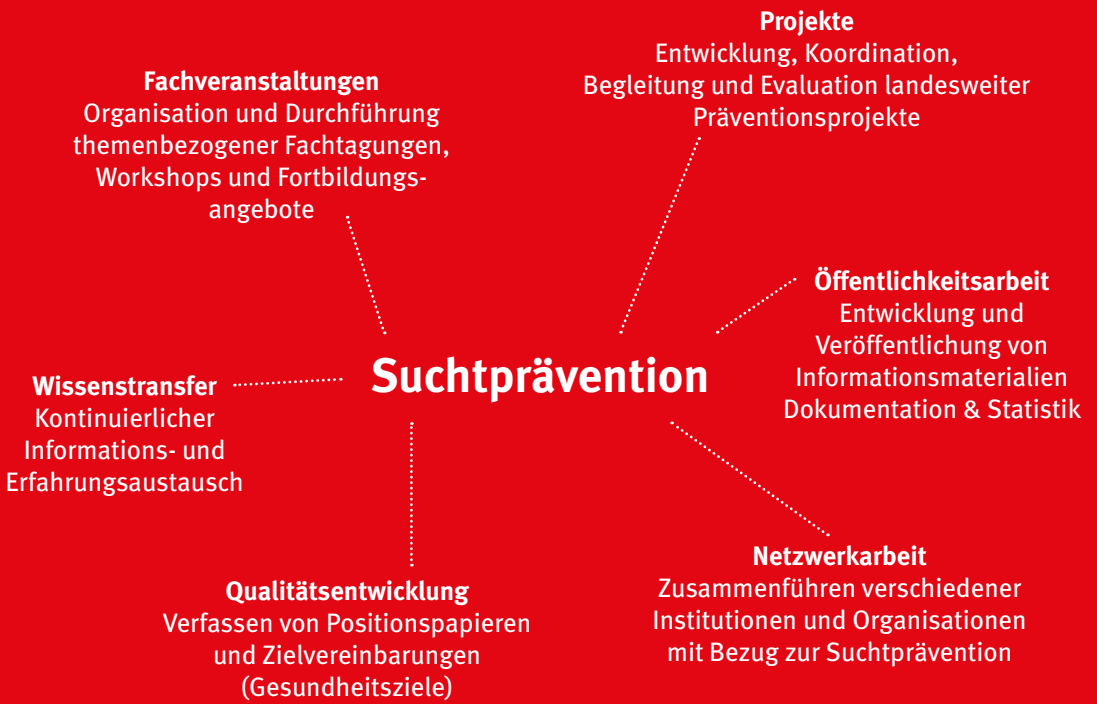 Projekte
Entwicklung, Koordination,
Begleitung und Evaluation landesweiter
Präventionsprojekte
Fachveranstaltungen
Organisation und Durchführung
themenbezogener Fachtagungen,
Workshops und Fortbildungs-
angebote
Öffentlichkeitsarbeit
Entwicklung und
Veröffentlichung von
Informationsmaterialien
Dokumentation & Statistik
Suchtprävention
Wissenstransfer
Kontinuierlicher
Informations- und
Erfahrungsaustausch
Netzwerkarbeit
Zusammenführen verschiedener
Institutionen und Organisationen
mit Bezug zur Suchtprävention
Qualitätsentwicklung
Verfassen von Positionspapieren
und Zielvereinbarungen
(Gesundheitsziele)